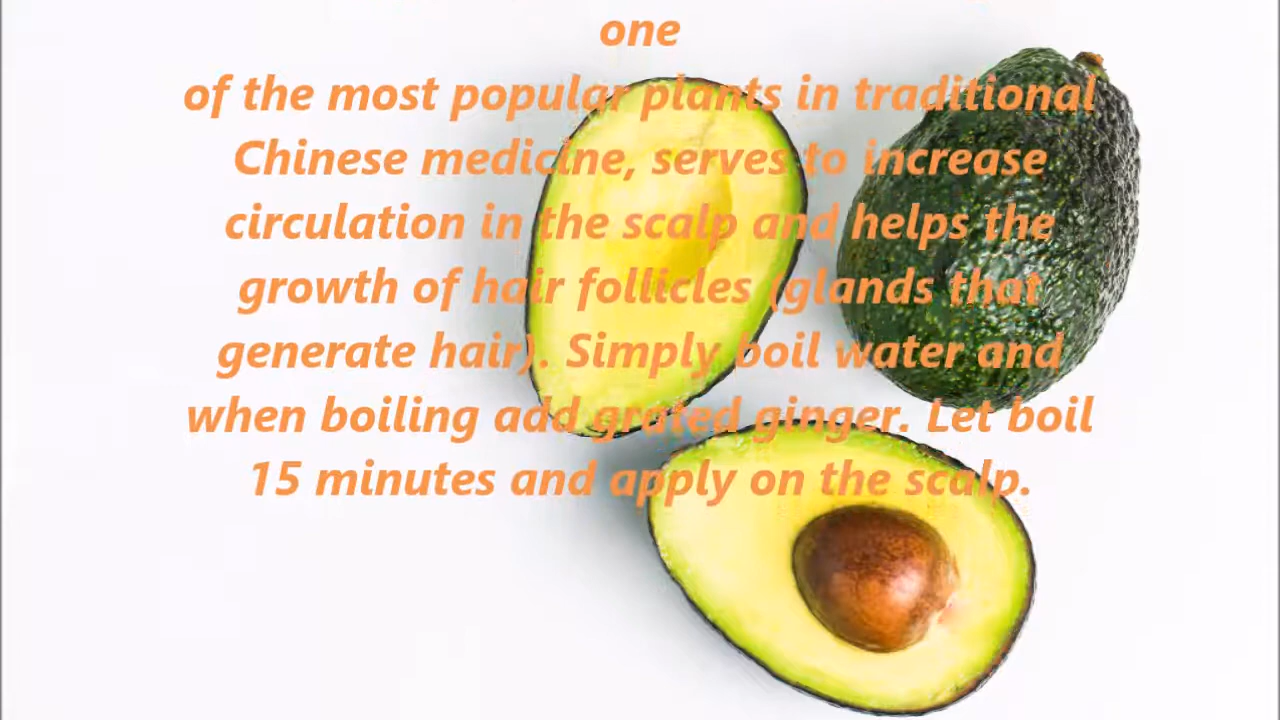 one
of the most popular plants in traditional
Chinese medicine, serves to increase
circulation in the scalp and helps the
growth of hair follicles (glands that
generate hair). Simply boil water and
when boiling add grated ginger. Let boil
15 minutes and apply on the scalp.